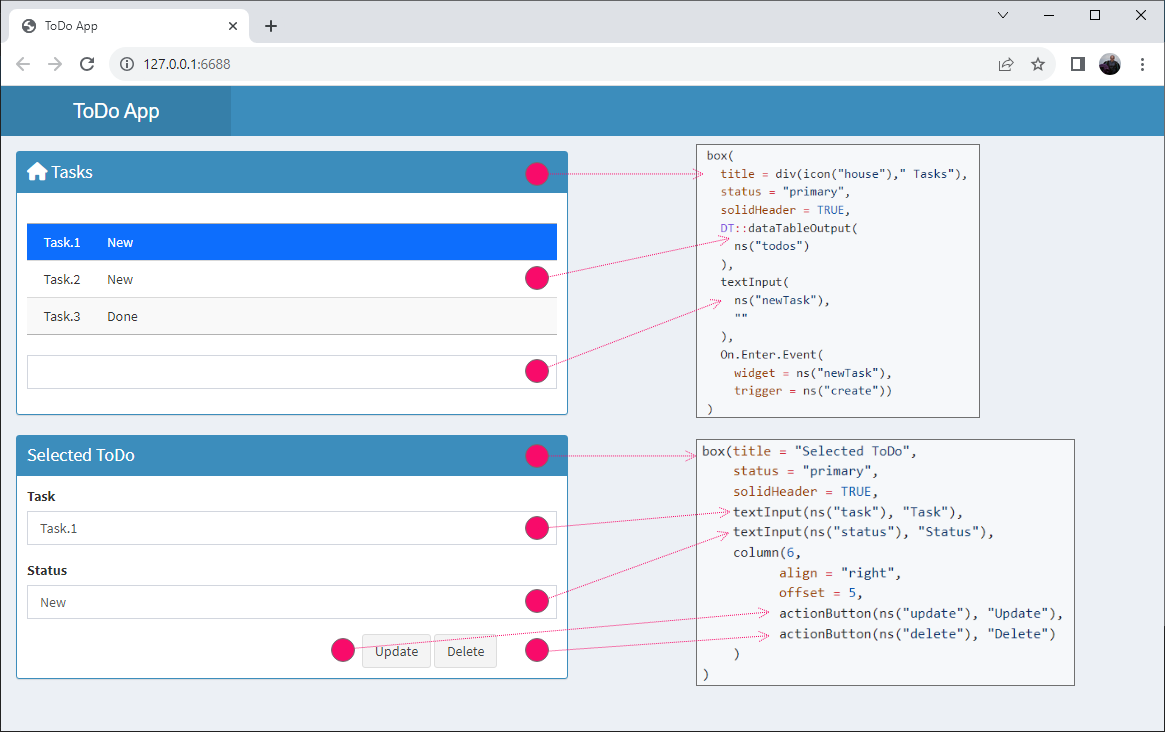 ToDo App
127.0.0.1:6688
ToDo App
Tasks
Task.1 New
Task.2 New
Task.3 Done
Selected ToDo
Task
Task.1
Status
New
Update Delete
box(
title = div(icon("house")," Tasks"),
status = "primary",
solidHeader = TRUE,
DT::dataTableOutput(
ns("todos")
),
textInput(
ns("newTask"),
""
),
On.Enter.Event(
widget = ns("newTask"),
trigger = ns("create"))
)
box(title = "Selected ToDo",
status = "primary",
solidHeader = TRUE,
textInput(ns("task"), "Task"),
textInput(ns("status"), "Status"),
column(6,
align = "right",
offset = 5,
actionButton(ns("update"), "Update"),
actionButton(ns("delete"), "Delete")
)
)